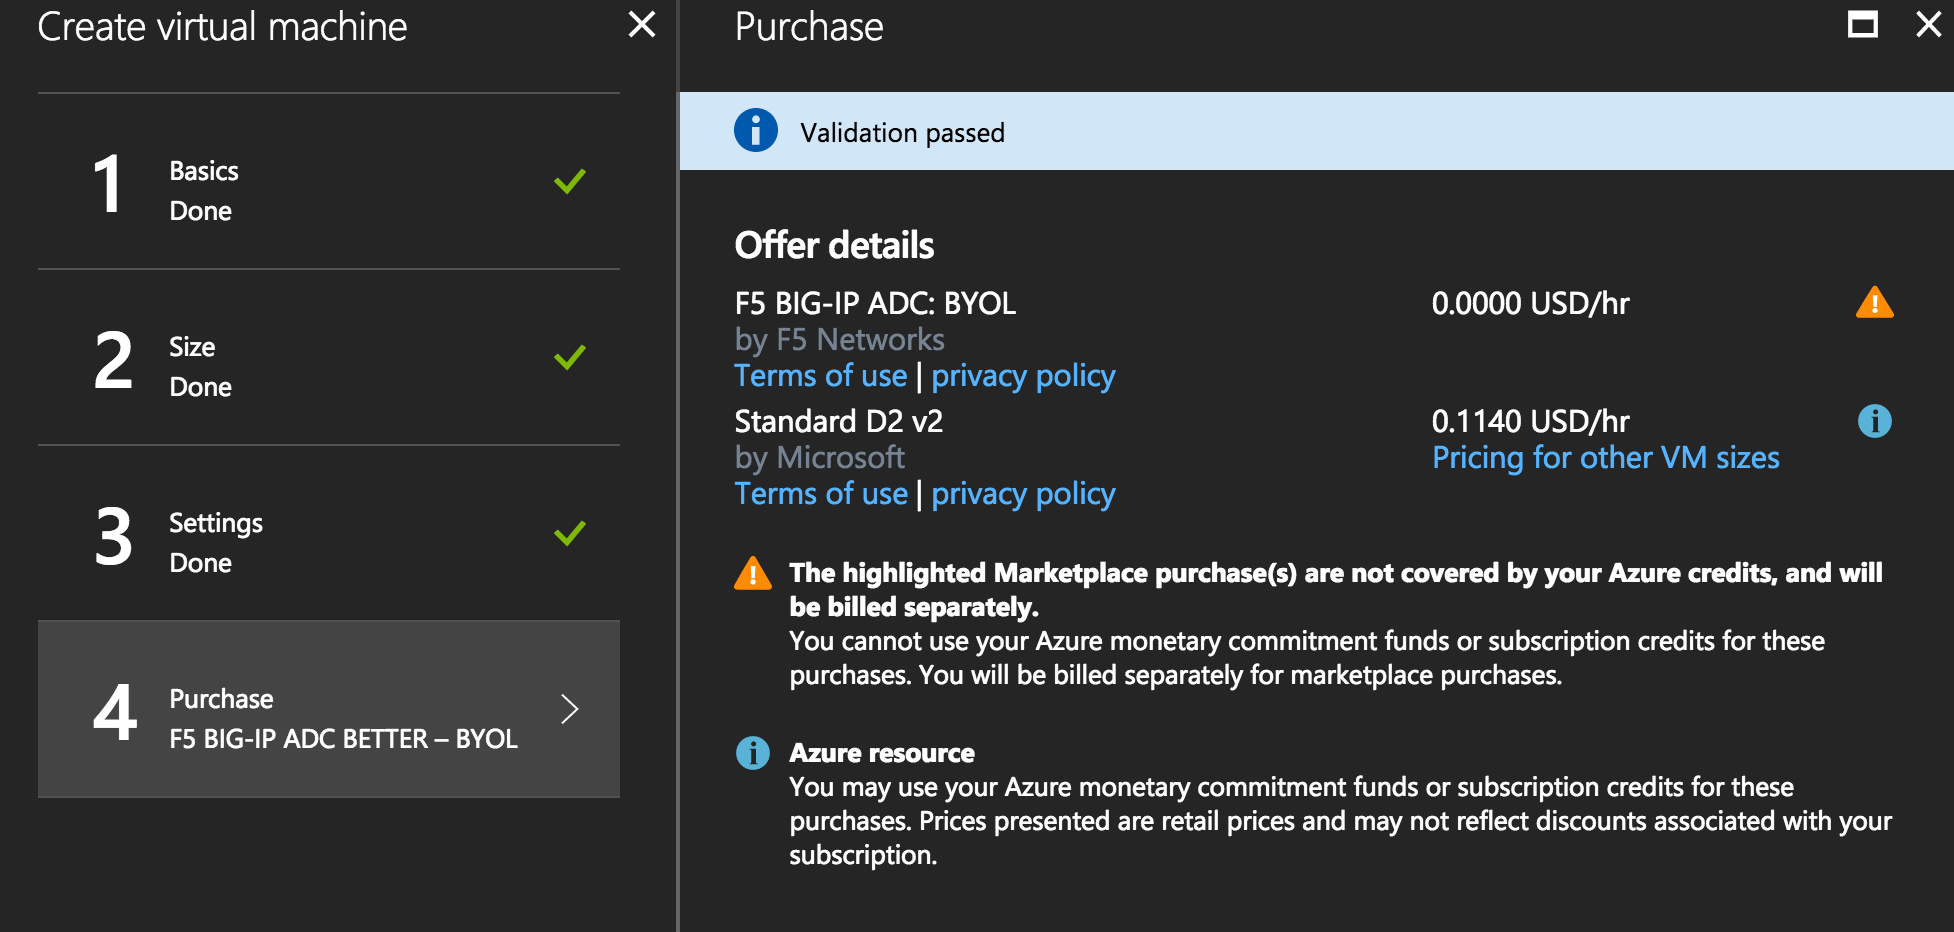 Create virtual machine
1
Basics
Done
2
Size
Done
3
Settings
Done
4
Purchase
F5 BIG-IP ADC BETTER – BYOL
Purchase
Validation passed
Offer details
F5 BIG-IP ADC: BYOL 0.0000 USD/hr
by F5 Networks
Terms of use | privacy policy
Standard D2 v2 0.1140 USD/hr
by Microsoft Pricing for other VM sizes
Terms of use | privacy policy
The highlighted Marketplace purchase(s) are not covered by your Azure credits, and will
be billed separately.
You cannot use your Azure monetary commitment funds or subscription credits for these
purchases. You will be billed separately for marketplace purchases.
Azure resource
You may use your Azure monetary commitment funds or subscription credits for these
purchases. Prices presented are retail prices and may not reflect discounts associated with your
subscription.